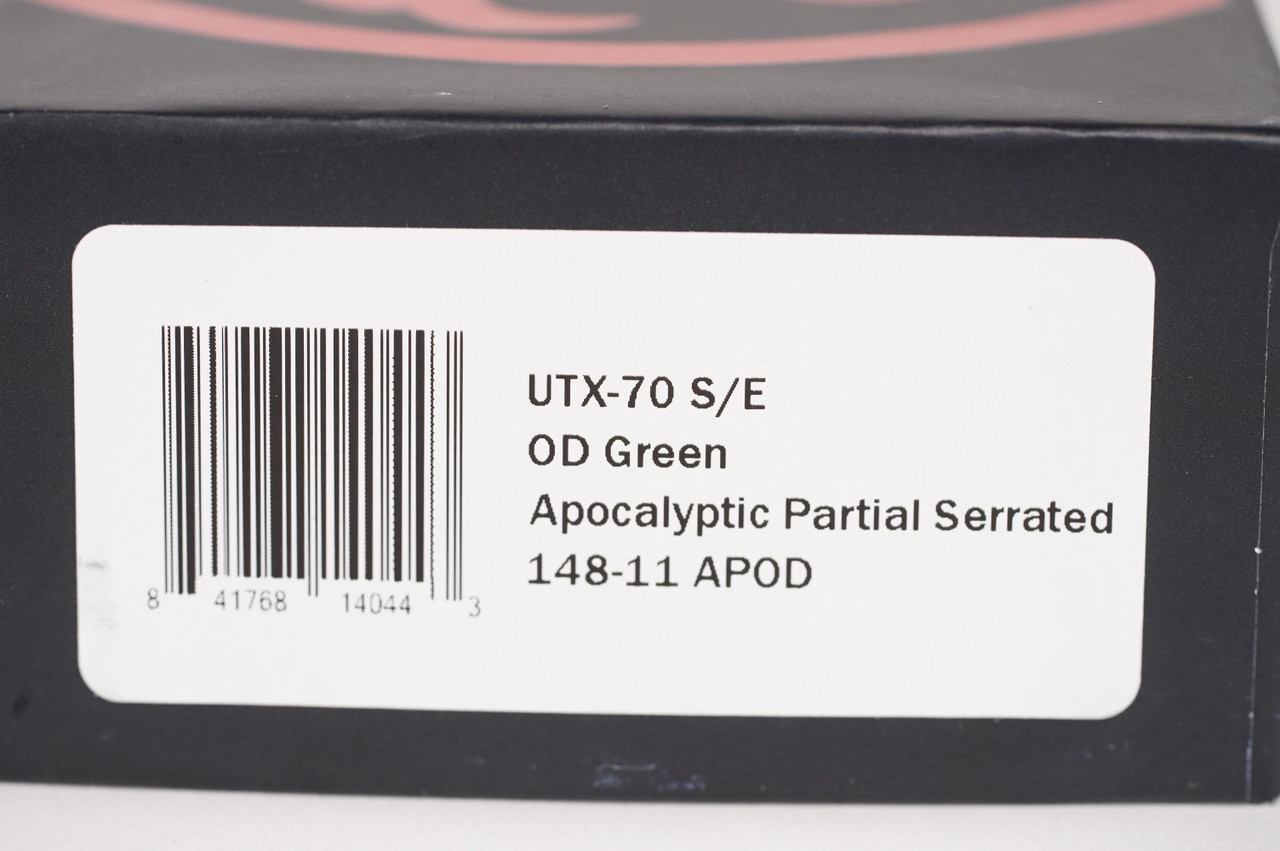 UTX-70 S/E
OD Green
Apocalyptic Partial Serrated
148-11 APOD
8 41768 14044 3